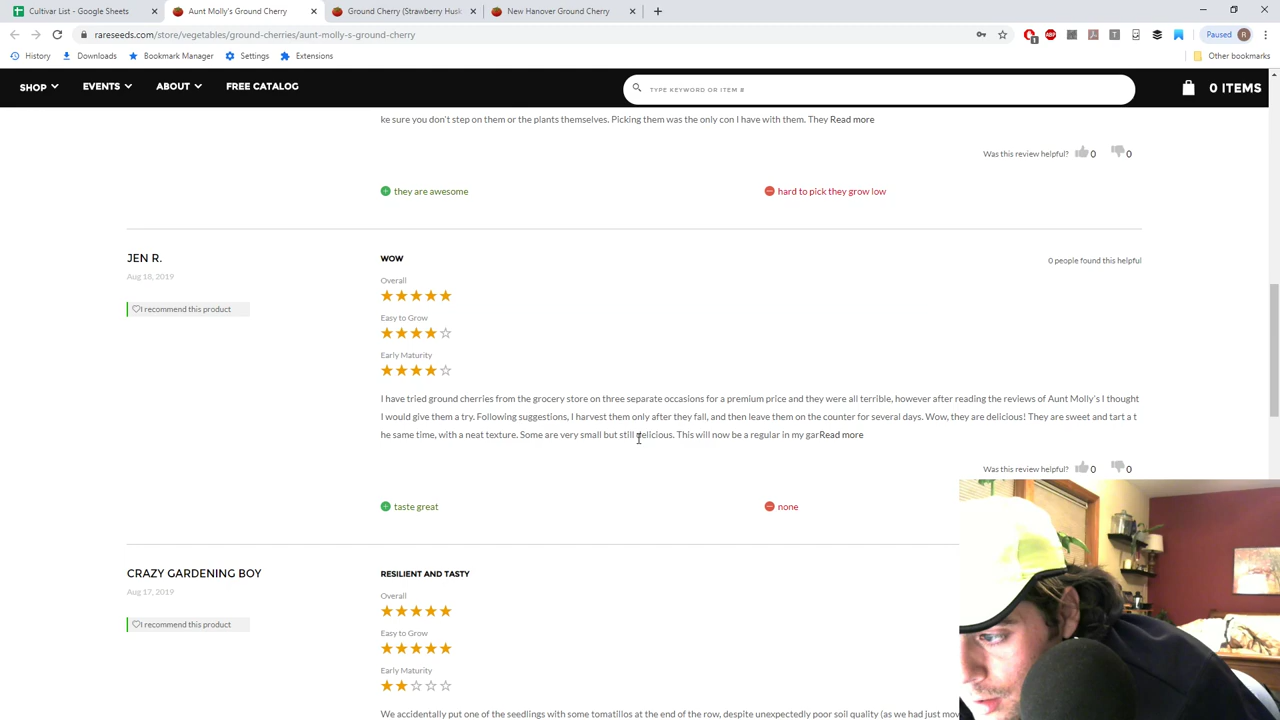 Cultivar List - Google Sheets
Aunt Molly's Ground Cherry
Ground Cherry (Strawberry Husk
New Hanover Ground Cherry
rareseeds.com/store/vegetables/ground-cherries/aunt-molly-s-ground-cherry
Paused R
History Downloads Bookmark Manager Settings Extensions Other bookmarks
SHOP EVENTS ABOUT FREE CATALOG TYPE KEYWORD OR ITEM # 0 ITEMS
ke sure you don't step on them or the plants themselves. Picking them was the only con I have with them. They Read more
Was this review helpful? 0 0
they are awesome hard to pick they grow low
JEN R. WOW 0 people found this helpful
Aug 18, 2019 Overall
I recommend this product
Easy to Grow
Early Maturity
I have tried ground cherries from the grocery store on three separate occasions for a premium price and they were all terrible, however after reading the reviews of Aunt Molly's I thought
I would give them a try. Following suggestions, I harvest them only after they fall, and then leave them on the counter for several days. Wow, they are delicious! They are sweet and tart a t
he same time, with a neat texture. Some are very small but still delicious. This will now be a regular in my garRead more
Was this review helpful? 0 0
taste great none
CRAZY GARDENING BOY RESILIENT AND TASTY
Aug 17, 2019 Overall
I recommend this product
Easy to Grow
Early Maturity
We accidentally put one of the seedlings with some tomatillos at the end of the row, despite unexpectedly poor soil quality (as we had just mov